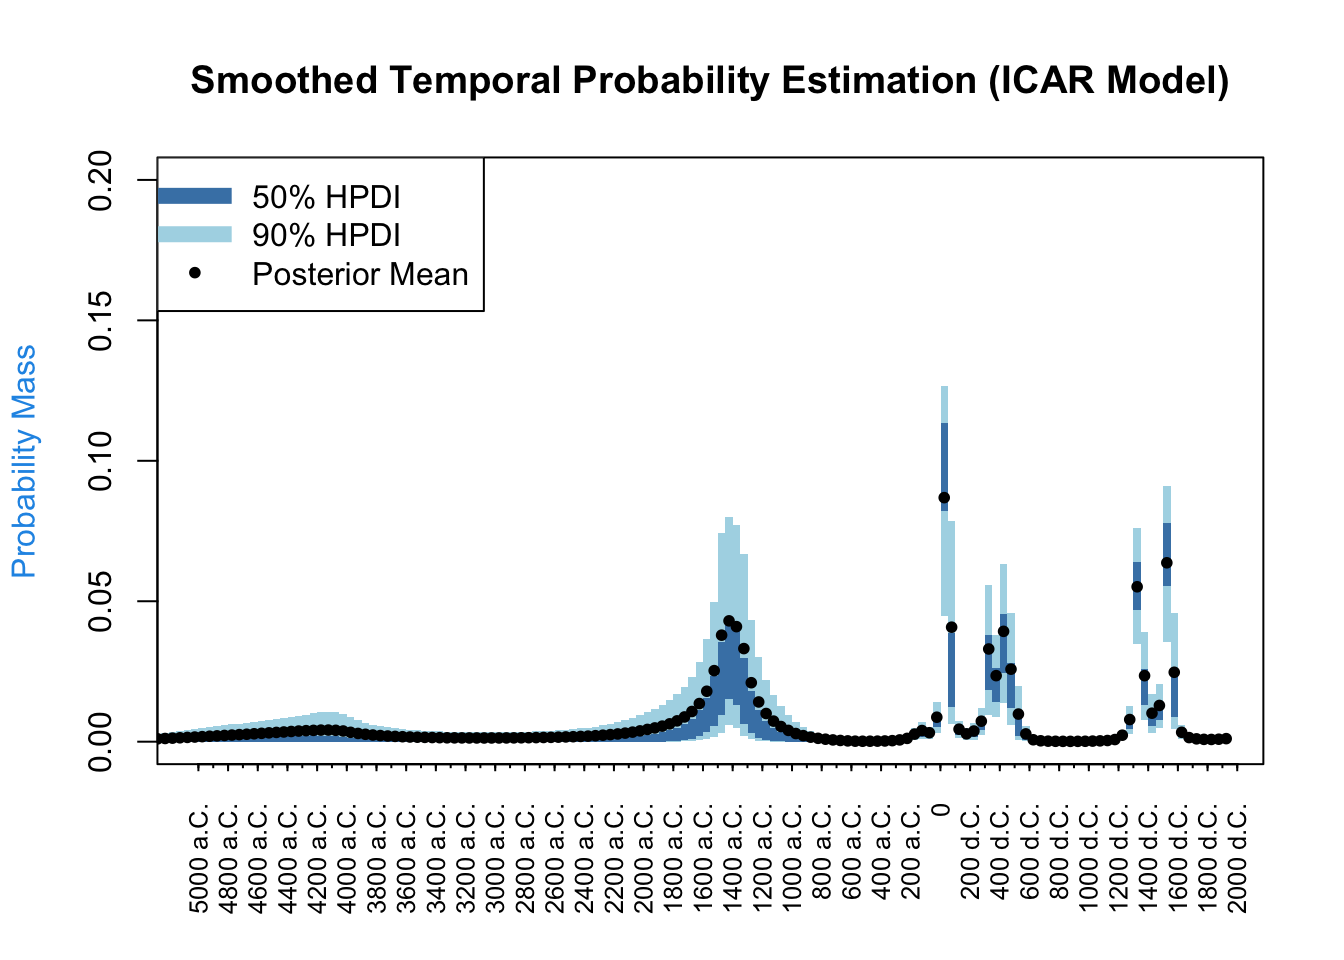 Smoothed Temporal Probability Estimation (ICAR Model)
50% HPDI
90% HPDI
Posterior Mean
Probability Mass
0.20
0.15
0.10
0.05
0.00
5000 a.C.
4800 a.C.
4600 a.C.
4400 a.C.
4200 a.C.
4000 a.C.
3800 a.C.
3600 a.C.
3400 a.C.
3200 a.C.
3000 a.C.
2800 a.C.
2600 a.C.
2400 a.C.
2200 a.C.
2000 a.C.
1800 a.C.
1600 a.C.
1400 a.C.
1200 a.C.
1000 a.C.
800 a.C.
600 a.C.
400 a.C.
200 a.C.
0
200 d.C.
400 d.C.
600 d.C.
800 d.C.
1000 d.C.
1200 d.C.
1400 d.C.
1600 d.C.
1800 d.C.
2000 d.C.